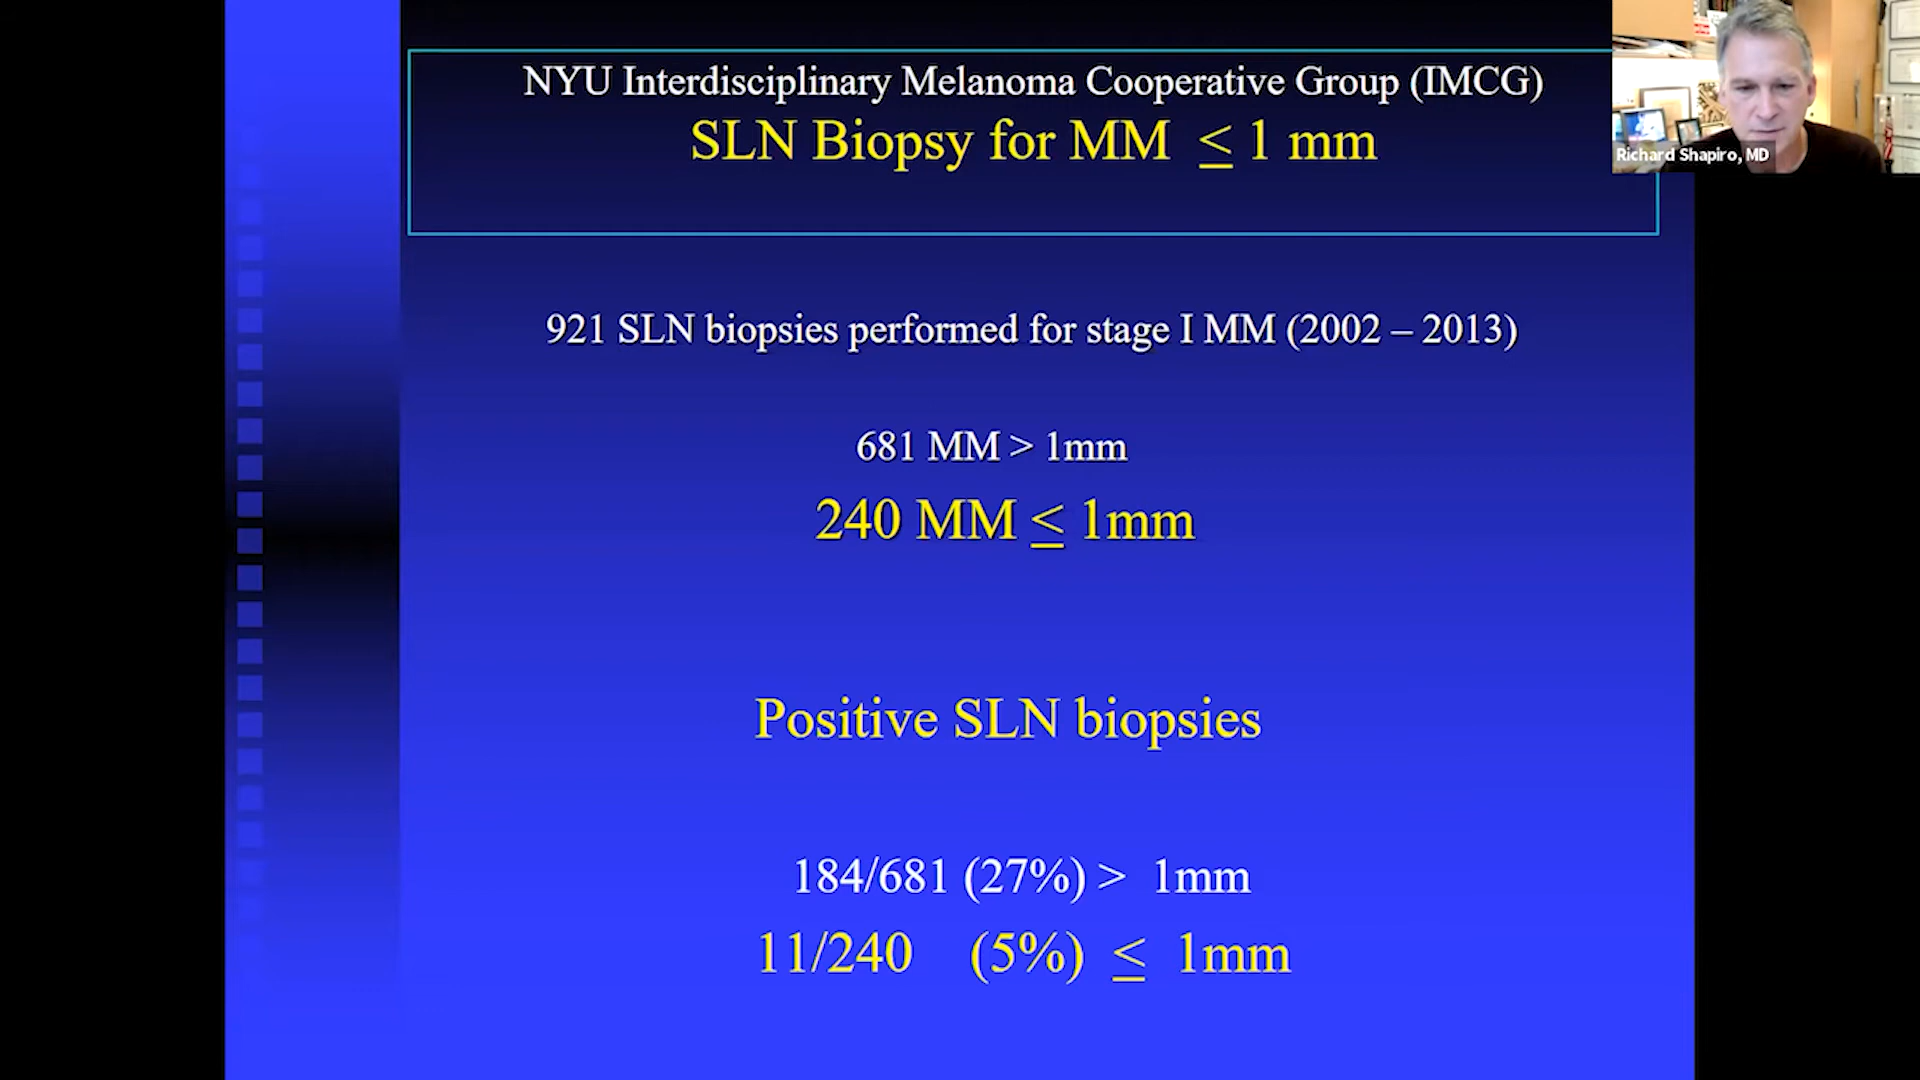 NYU Interdisciplinary Melanoma Cooperative Group (IMCG)
SLN Biopsy for MM ≤ 1 mm
Richard Shapiro, MD
921 SLN biopsies performed for stage I MM (2002 – 2013)
681 MM > 1mm
240 MM ≤ 1mm
Positive SLN biopsies
184/681 (27%) > 1mm
11/240 (5%) ≤ 1mm